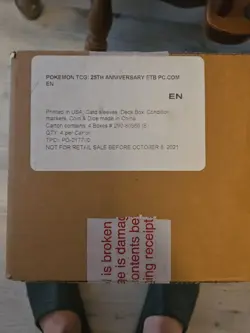 POKEMON TCG: 25TH ANNIVERSARY ETB PC.COM
EN
EN
Printed in USA, Card sleeves, Deck Box, Condition
markers, Coin & Dice made in China
Carton contains 4 Boxes #
QTY: 4 per Carton
NOT FOR RETAIL SALE BEFORE OCTOBER 8, 2021
is broken
is damag
ontents be
ing receipt